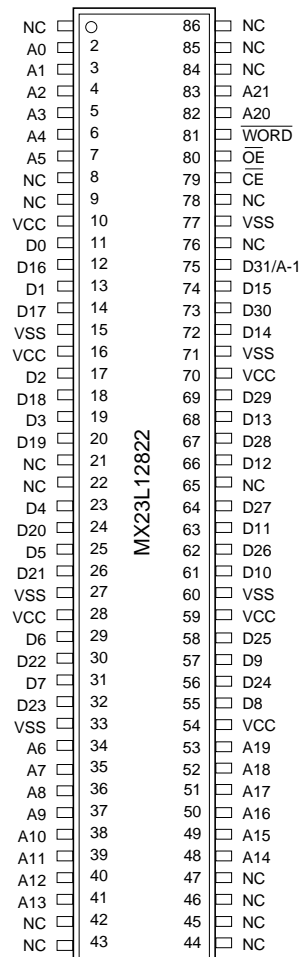 NC 86 NC
A0 2 85 NC
A1 3 84 NC
A2 4 83 A21
A3 5 82 A20
A4 6 81 WORD
A5 7 80 OE
NC 8 79 CE
NC 9 78 NC
VCC 10 77 VSS
D0 11 76 NC
D16 12 75 D31/A-1
D1 13 74 D15
D17 14 73 D30
VSS 15 72 D14
VCC 16 71 VSS
D2 17 70 VCC
D18 18 69 D29
D3 19 68 D13
D19 20 67 D28
NC 21 66 D12
NC 22 65 NC
D4 23 64 D27
D20 24 63 D11
D5 25 62 D26
D21 26 61 D10
VSS 27 60 VSS
VCC 28 59 VCC
D6 29 58 D25
D22 30 57 D9
D7 31 56 D24
D23 32 55 D8
VSS 33 54 VCC
A6 34 53 A19
A7 35 52 A18
A8 36 51 A17
A9 37 50 A16
A10 38 49 A15
A11 39 48 A14
A12 40 47 NC
A13 41 46 NC
NC 42 45 NC
NC 43 44 NC
MX23L12822